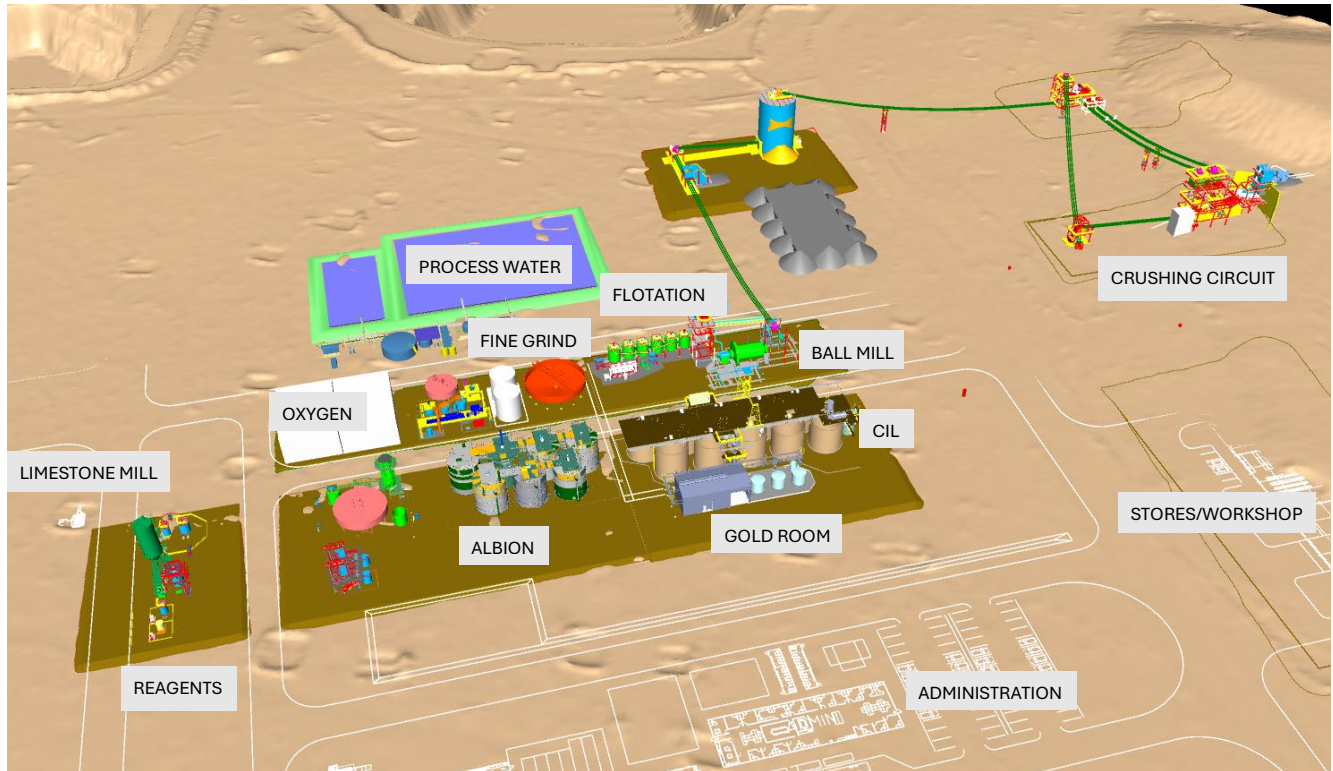 PROCESS WATER
CRUSHING CIRCUIT
FLOTATION
FINE GRIND
BALL MILL
OXYGEN
CIL
LIMESTONE MILL
STORES/WORKSHOP
GOLD ROOM
ALBION
REAGENTS
ADMINISTRATION
ADMIN